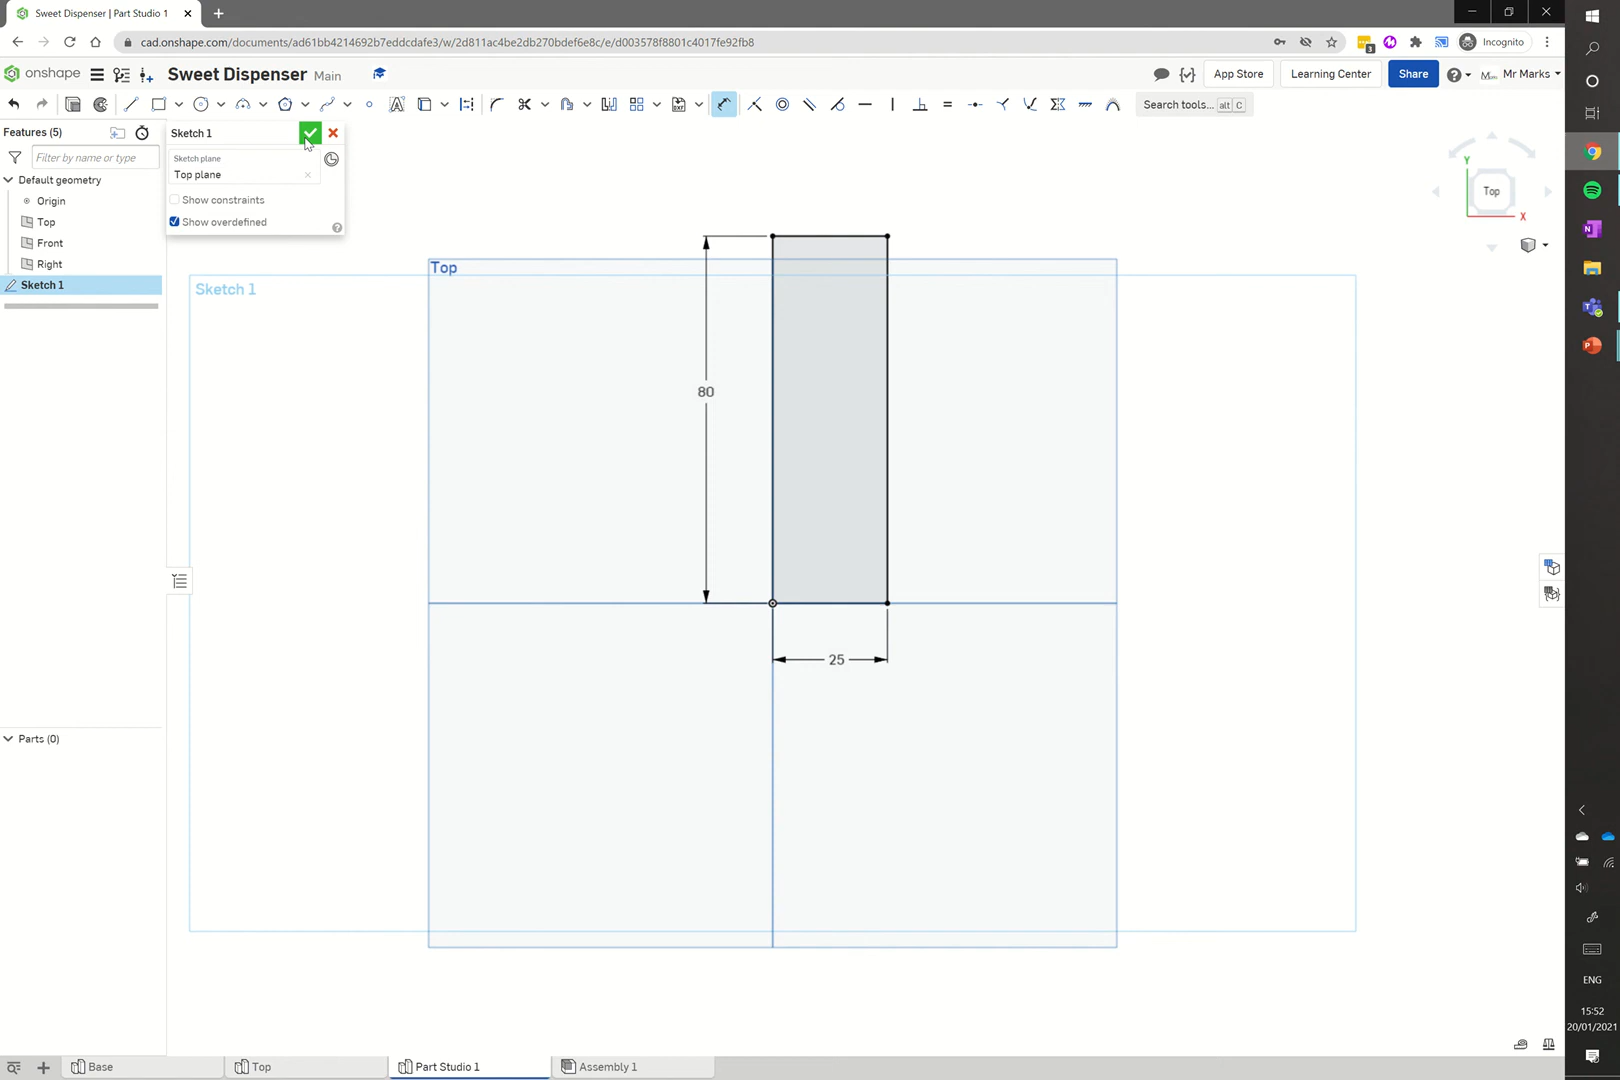 Sweet Dispenser | Part Studio 1
cad.onshape.com/documents/ad61bb4214692b7eddcdafe3/w/2d811ac4be2db270bdef6e8c/e/d003578f8801c4017fe92fb8
3
Incognito
onshape
Sweet Dispenser Main
App Store
Learning Center
Share
Mr Marks
Search tools... alt C
Features (5)
Sketch 1
Filter by name or type
Sketch plane
Top plane
Default geometry
Origin
Show constraints
Top
Show overdefined
Front
Right
Sketch 1
Top
Sketch 1
80
25
Y
Top
X
Parts (0)
Base
Top
Part Studio 1
Assembly 1
ENG
15:52
20/01/2021